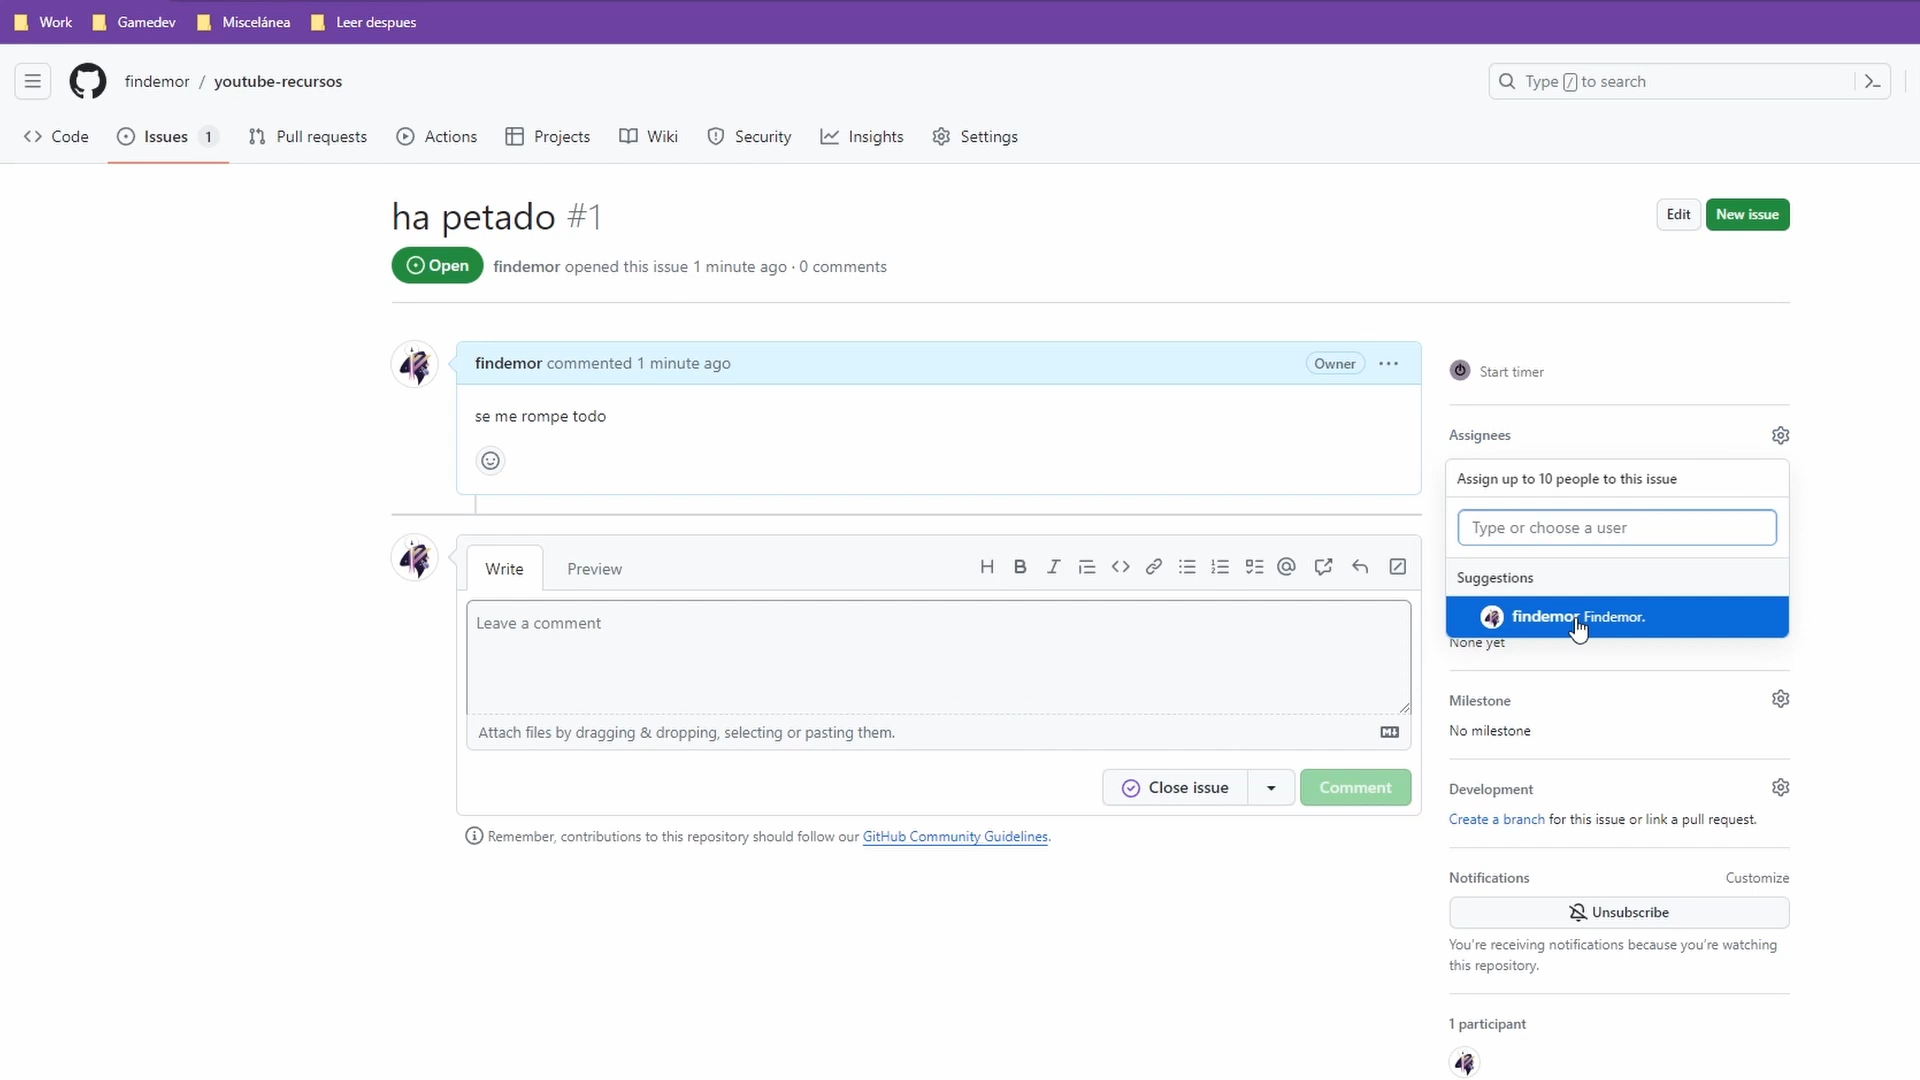 Work Gamedev Miscelánea Leer despues
findemor / youtube-recursos
Type / to search
Code Issues 1 Pull requests Actions Projects Wiki Security Insights Settings
ha petado #1
Edit New issue
Open findemor opened this issue 1 minute ago · 0 comments
findemor commented 1 minute ago Owner
se me rompe todo
Write Preview
Leave a comment
Attach files by dragging & dropping, selecting or pasting them.
Close issue Comment
Remember, contributions to this repository should follow our GitHub Community Guidelines.
Start timer
Assignees
Assign up to 10 people to this issue
Type or choose a user
Suggestions
findemor Findemor.
None yet
Milestone
No milestone
Development
Create a branch for this issue or link a pull request.
Notifications Customize
Unsubscribe
You're receiving notifications because you're watching
this repository.
1 participant